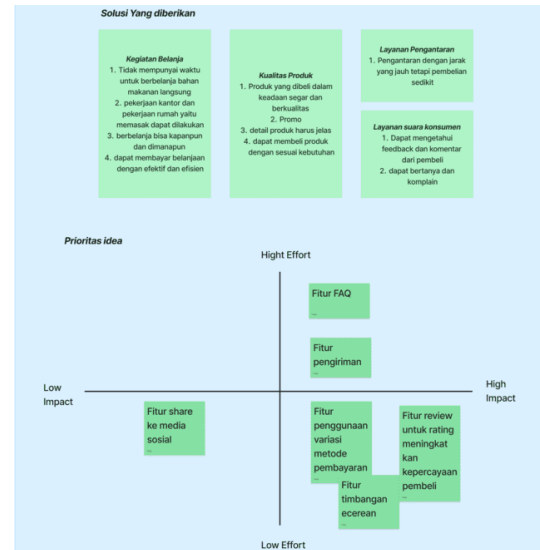 Solusi Yang diberikan
Kegiatan Belanja
1. Tidak mempunyai waktu
untuk berbelanja bahan
makanan langsung
2. pekerjaan kantor dan
pekerjaan rumah yaitu
memasak dapat dilakukan
3. berbelanja bisa kapanpun
dan dimanapun
4. dapat membayar belanjaan
dengan efektif dan efisien
Kualitas Produk
1. Produk yang dibeli dalam
keadaan segar dan
berkualitas
2. Promo
3. detail produk harus jelas
4. dapat membeli produk
dengan sesuai kebutuhan
Layanan Pengantaran
1. Pengantaran dengan jarak
yang jauh tetapi pembelian
sedikit
Layanan suara konsumen
1. Dapat mengetahui
feedback dan komentar
dari pembeli
2. dapat bertanya dan
komplain
Prioritas idea
Hight Effort
Fitur FAQ
...
Fitur
pengiriman
...
Low
Impact
High
Impact
Fitur share
ke media
sosial
...
Fitur
penggunaan
variasi
metode
pembayaran
...
Fitur review
untuk rating
meningkat
kan
kepercayaan
pembeli
...
Fitur
timbangan
ecerean
...
Low Effort